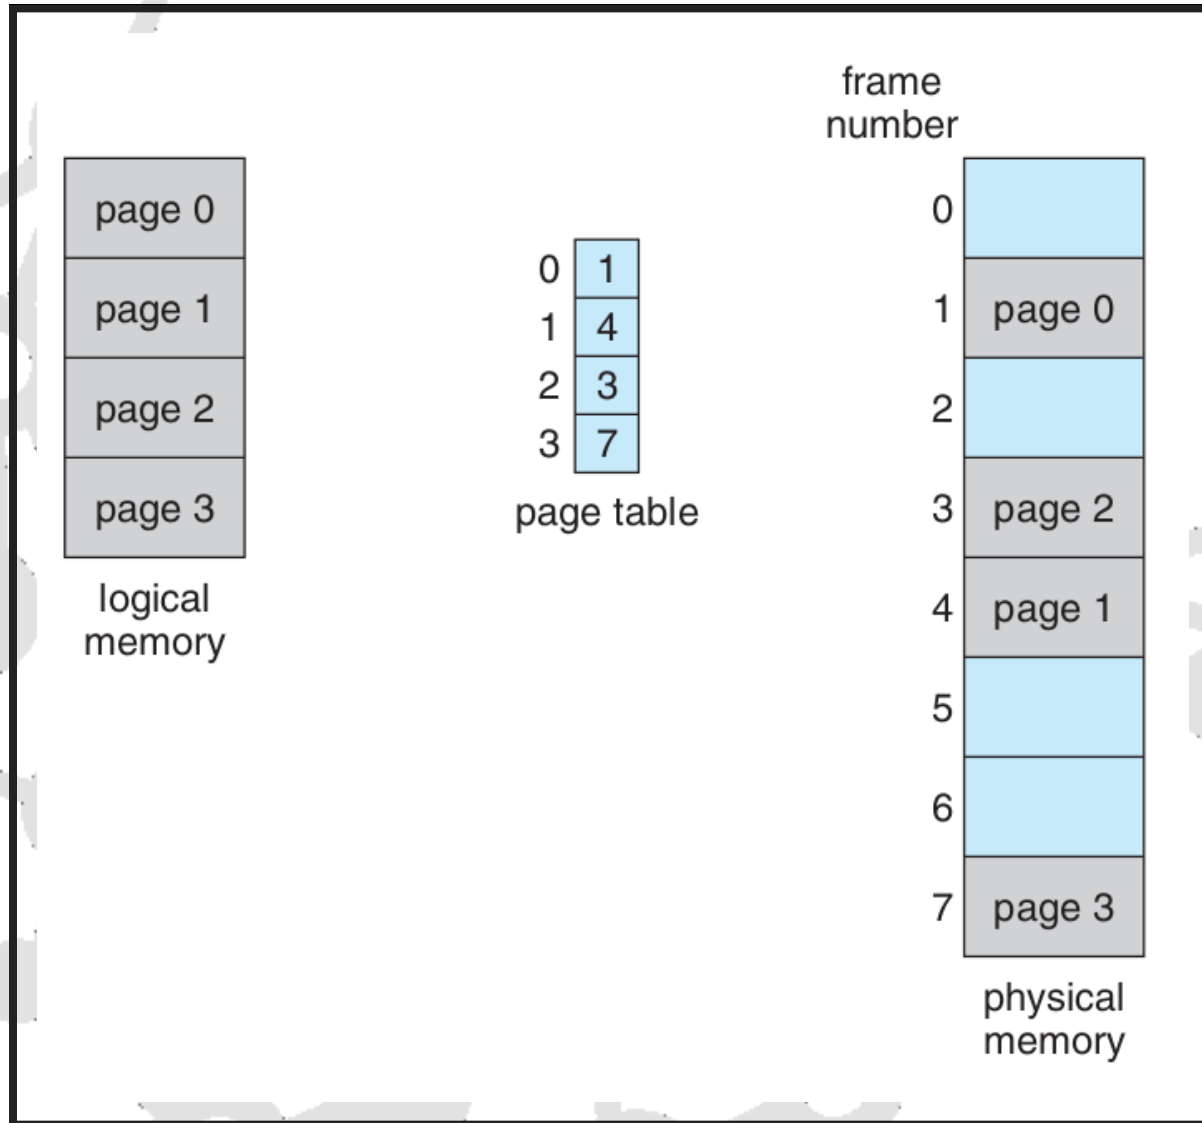 page 0
page 1
page 2
page 3
logical
memory
0 1
1 4
2 3
3 7
page table
frame
number
0
1 page 0
2
3 page 2
4 page 1
5
6
7 page 3
physical
memory